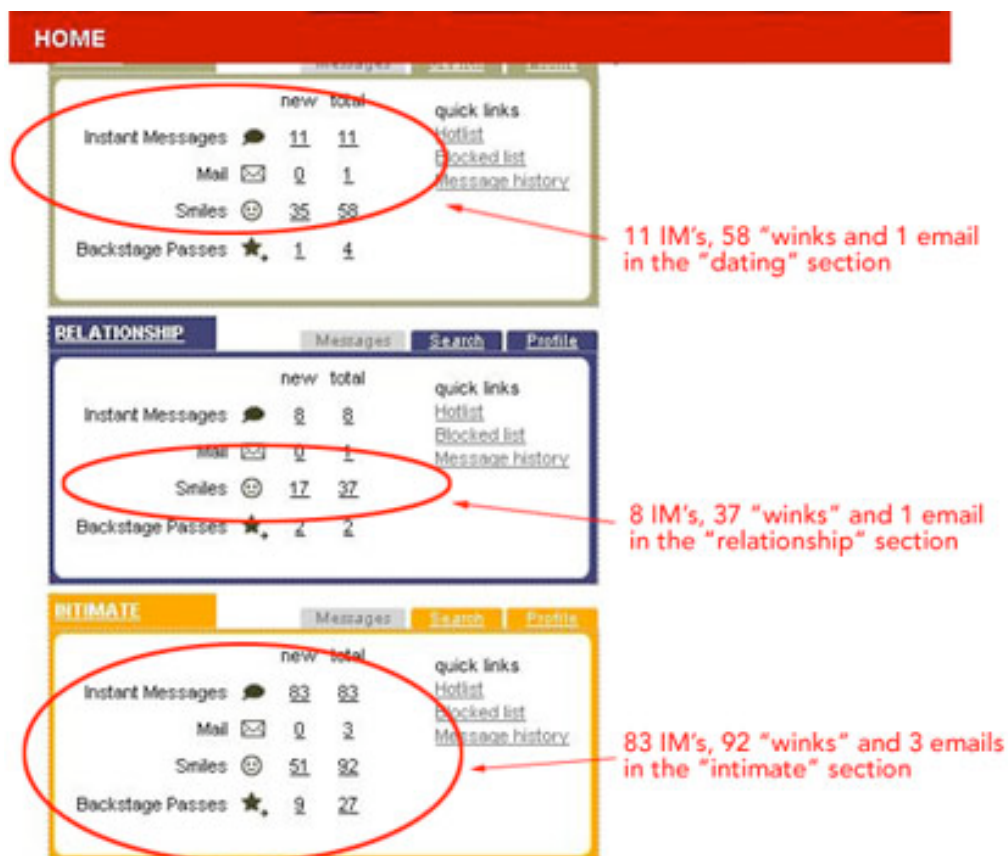 HOME
Messages Search Profile
new total
quick links
Instant Messages 11 11
Hotlist
Blocked list
Mail 0 1
Message history
Smiles 35 58
Backstage Passes 1 4
11 IM's, 58 "winks and 1 email
in the "dating" section
RELATIONSHIP
Messages Search Profile
new total
quick links
Instant Messages 8 8
Hotlist
Blocked list
Mail 0 1
Message history
Smiles 17 37
Backstage Passes 2 2
8 IM's, 37 "winks" and 1 email
in the "relationship" section
INTIMATE
Messages Search Profile
new total
quick links
Instant Messages 83 83
Hotlist
Blocked list
Mail 0 3
Message history
Smiles 51 92
Backstage Passes 9 27
83 IM's, 92 "winks" and 3 emails
in the "intimate" section